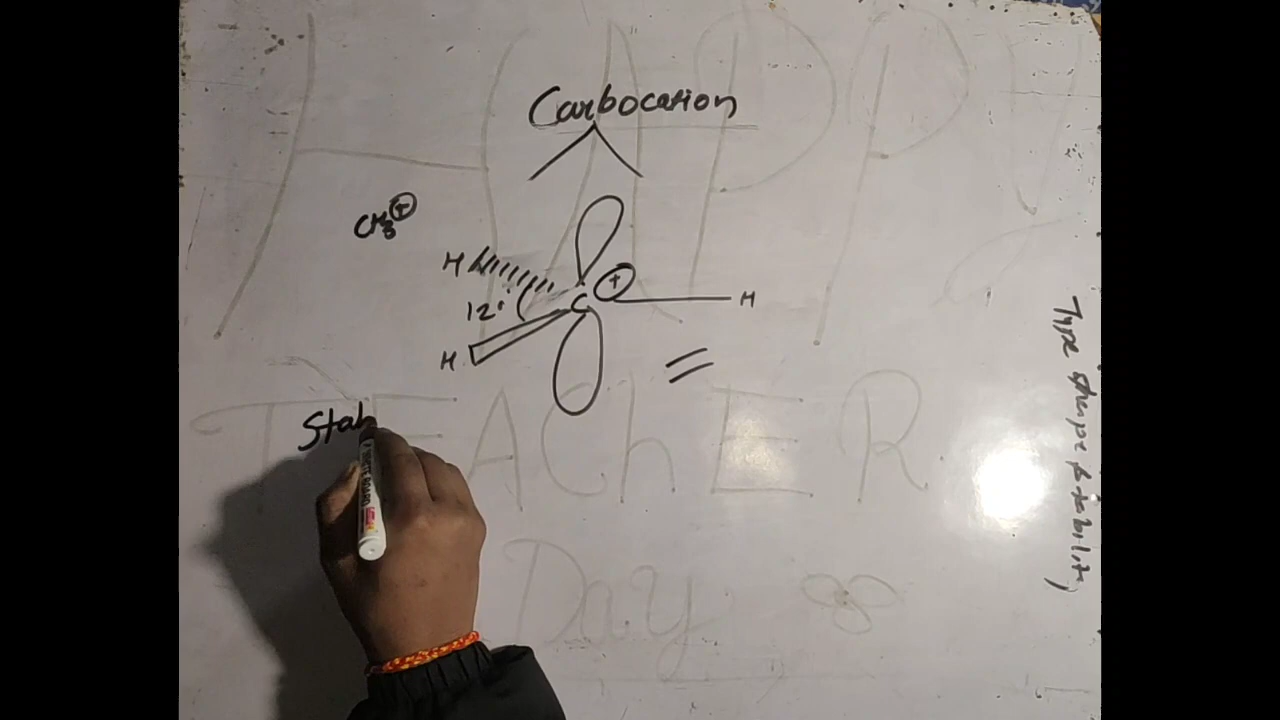 HAPPY
Carbocation
CH3⊕
H
C ⊕ H
12°
H
Stab
TEAChER
Day
Type shape & stability